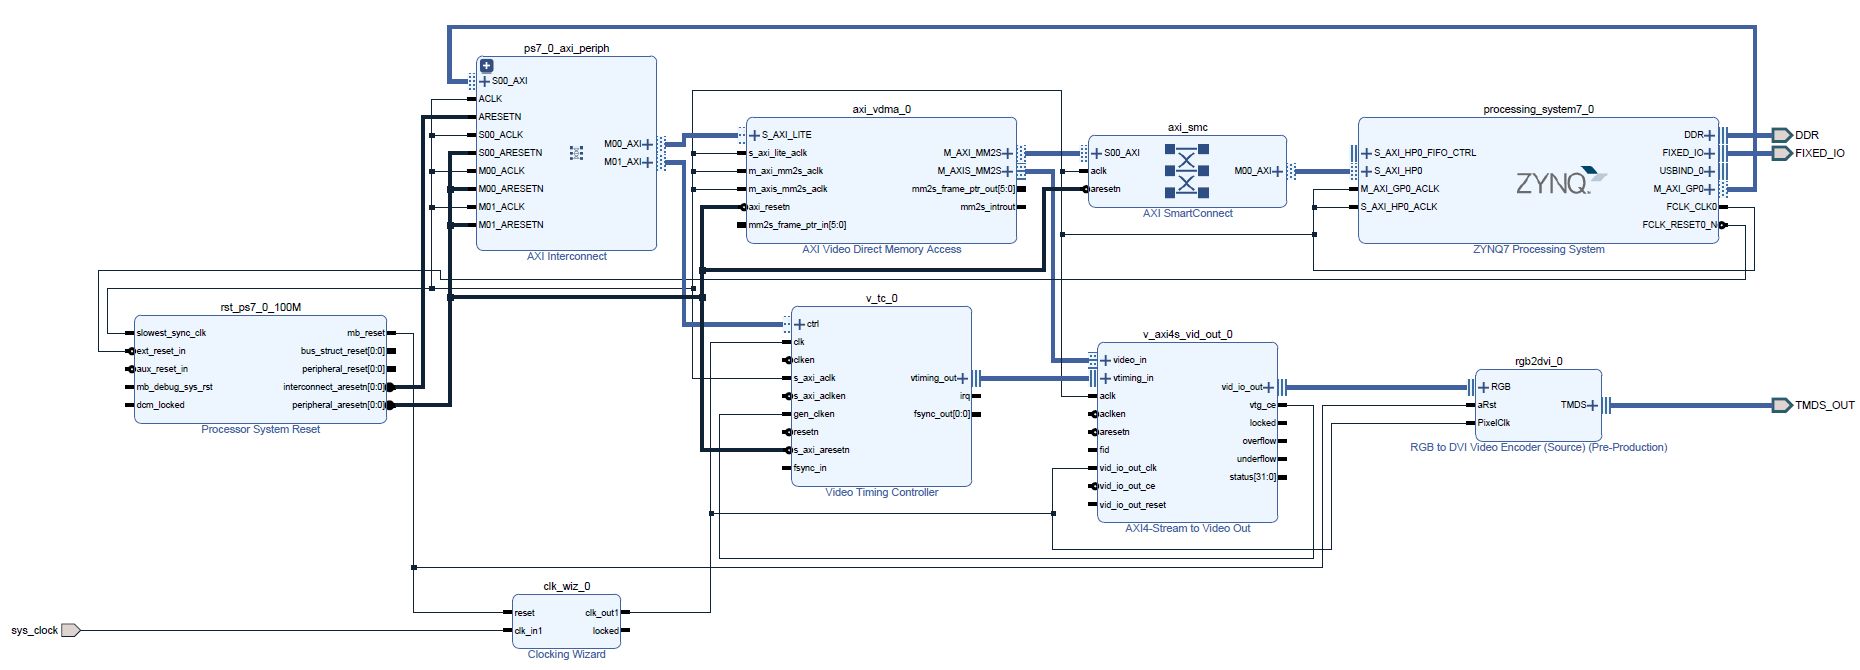 ps7_0_axi_periph
S00_AXI
ACLK
ARESETN
S00_ACLK
S00_ARESETN
M00_ACLK
M00_ARESETN
M01_ACLK
M01_ARESETN
M00_AXI
M01_AXI
AXI Interconnect
axi_vdma_0
S_AXI_LITE
s_axi_lite_aclk
m_axi_mm2s_aclk
m_axis_mm2s_aclk
axi_resetn
mm2s_frame_ptr_in[5:0]
M_AXI_MM2S
M_AXIS_MM2S
mm2s_frame_ptr_out[5:0]
mm2s_introut
AXI Video Direct Memory Access
axi_smc
S00_AXI
aclk
aresetn
M00_AXI
AXI SmartConnect
processing_system7_0
S_AXI_HP0_FIFO_CTRL
S_AXI_HP0
M_AXI_GP0_ACLK
S_AXI_HP0_ACLK
ZYNQ
DDR
FIXED_IO
USBIND_0
M_AXI_GP0
FCLK_CLK0
FCLK_RESET0_N
ZYNQ7 Processing System
DDR
FIXED_IO
rst_ps7_0_100M
slowest_sync_clk
ext_reset_in
aux_reset_in
mb_debug_sys_rst
dcm_locked
mb_reset
bus_struct_reset[0:0]
peripheral_reset[0:0]
interconnect_aresetn[0:0]
peripheral_aresetn[0:0]
Processor System Reset
v_tc_0
ctrl
clk
clken
s_axi_aclk
s_axi_aclken
gen_clken
resetn
s_axi_aresetn
fsync_in
vtiming_out
irq
fsync_out[0:0]
Video Timing Controller
v_axi4s_vid_out_0
video_in
vtiming_in
aclk
aclken
aresetn
fid
vid_io_out_clk
vid_io_out_ce
vid_io_out_reset
vid_io_out
vtg_ce
locked
overflow
underflow
status[31:0]
AXI4-Stream to Video Out
rgb2dvi_0
RGB
aRst
PixelClk
TMDS
RGB to DVI Video Encoder (Source) (Pre-Production)
TMDS_OUT
clk_wiz_0
reset
clk_in1
clk_out1
locked
Clocking Wizard
sys_clock